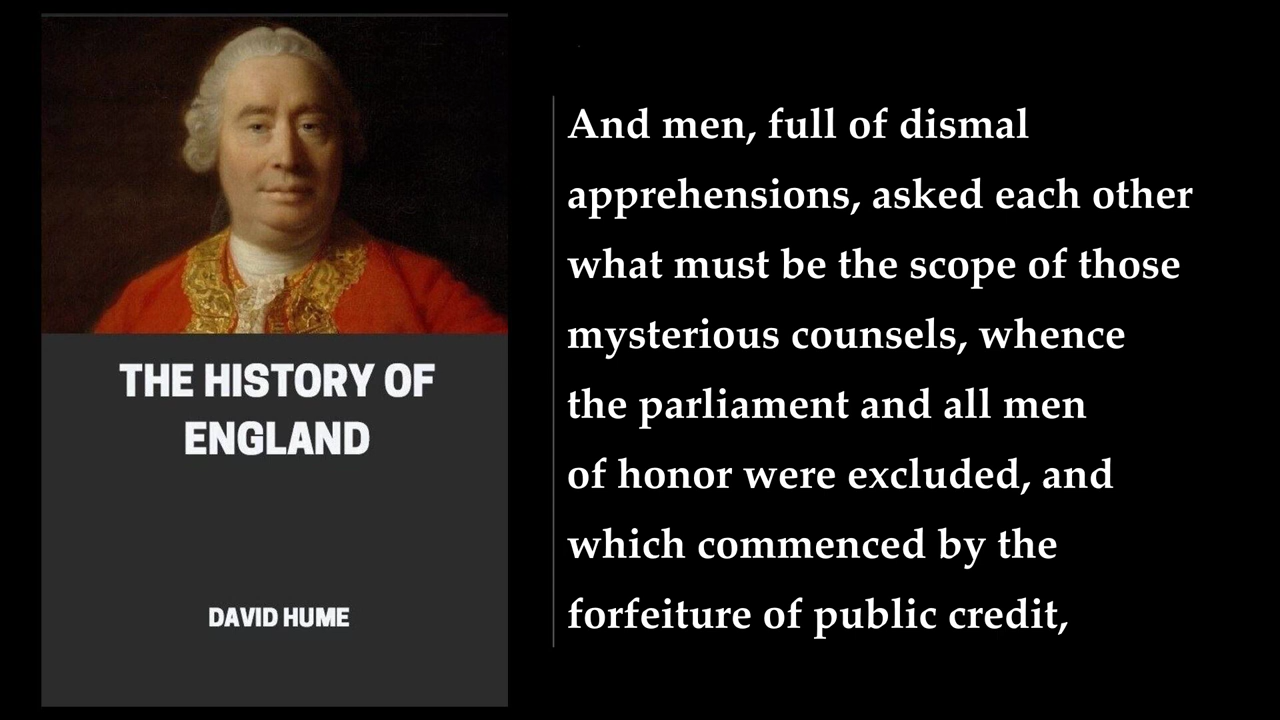 THE HISTORY OF
ENGLAND
DAVID HUME
And men, full of dismal
apprehensions, asked each other
what must be the scope of those
mysterious counsels, whence
the parliament and all men
of honor were excluded, and
which commenced by the
forfeiture of public credit,